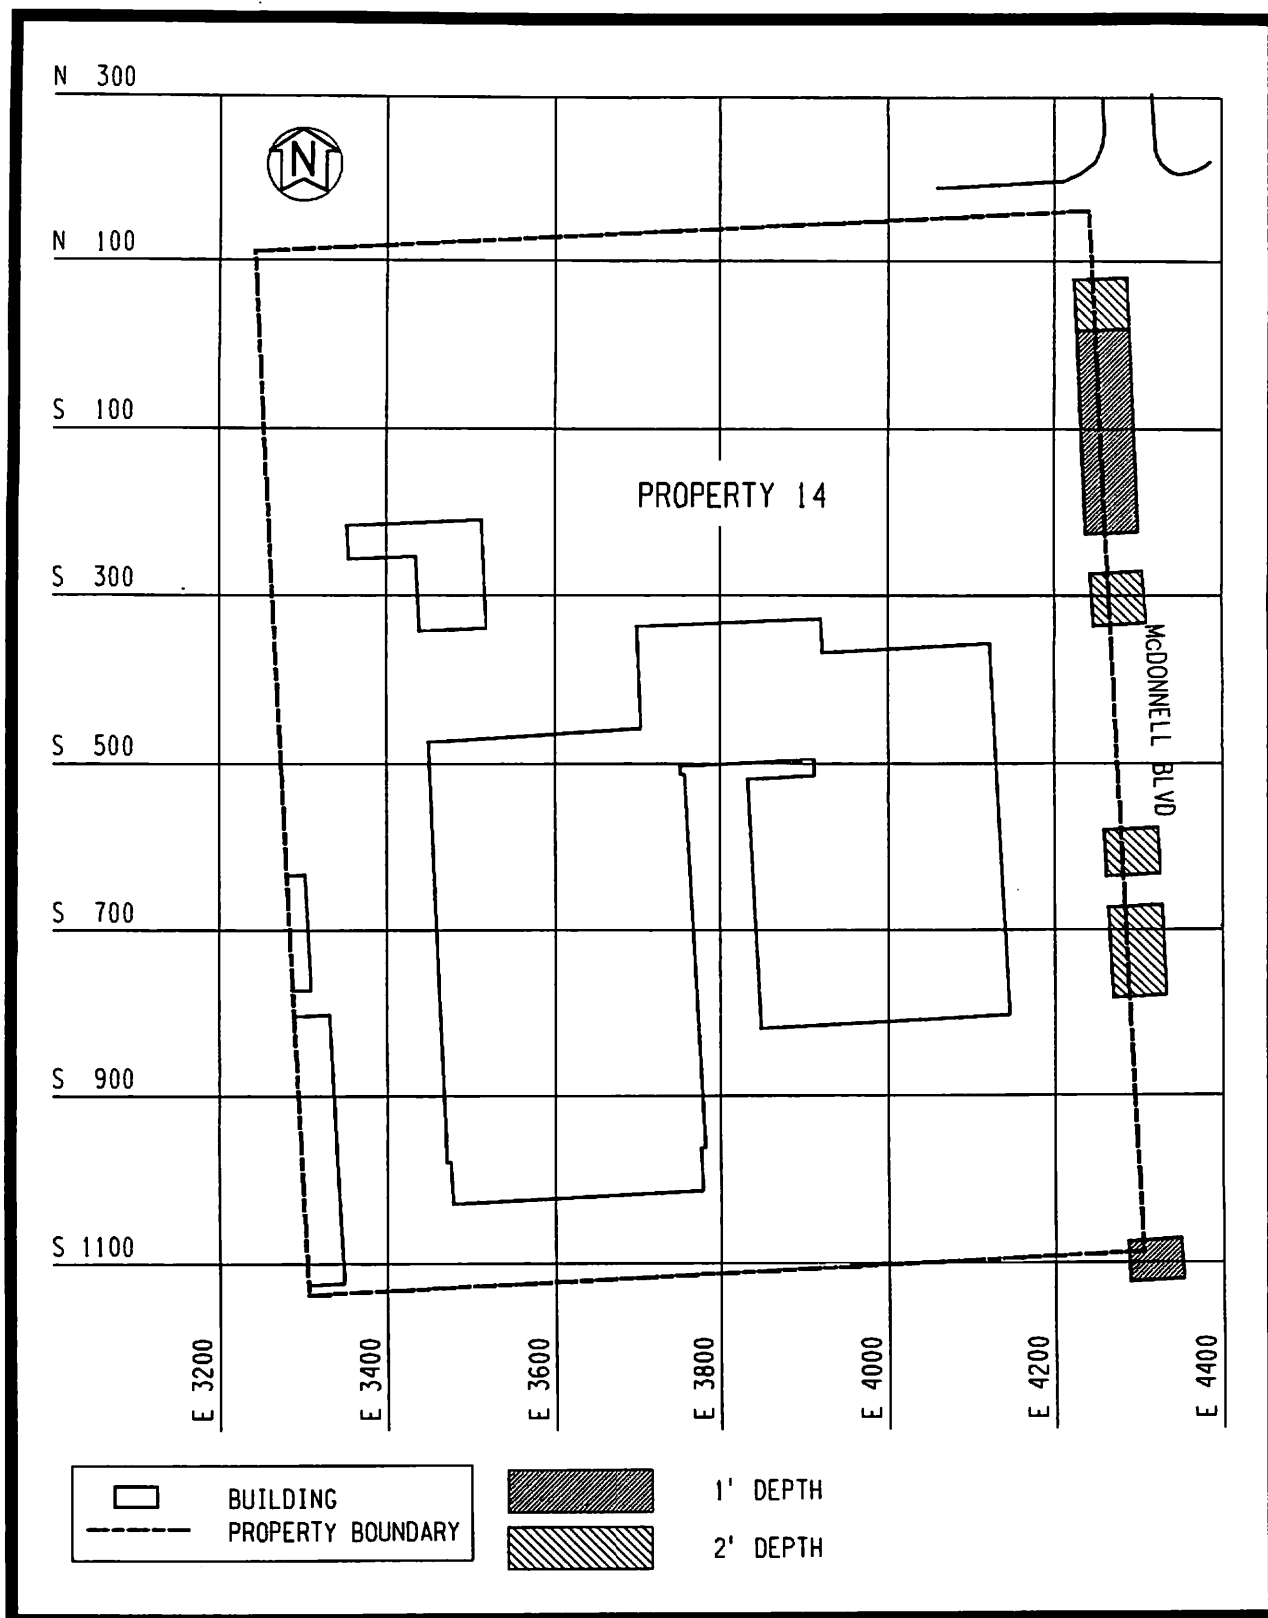 N 300
N
N 100
S 100
PROPERTY 14
S 300
McDONNELL BLVD
S 500
S 700
S 900
S 1100
E 3200
E 3400
E 3600
E 3800
E 4000
E 4200
E 4400
BUILDING
PROPERTY BOUNDARY
1' DEPTH
2' DEPTH